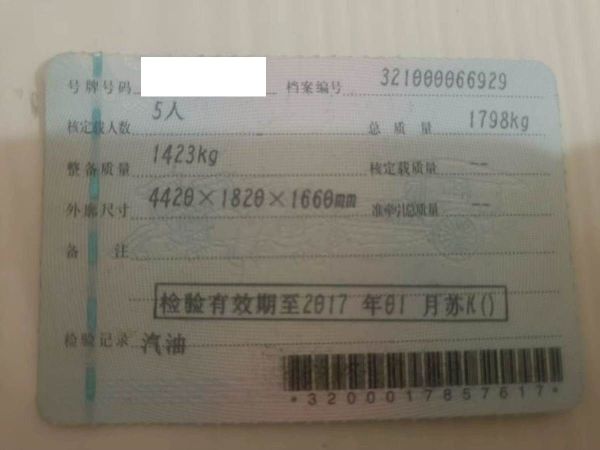 号牌号码 档案编号 321000066929
核定载人数 5人 总质量 1798kg
整备质量 1423kg 核定载质量 --
外廓尺寸 4420×1820×1660mm 准牵引总质量 --
备注
检验有效期至2017 年01 月苏K()
检验记录 汽油
*3200017857617*